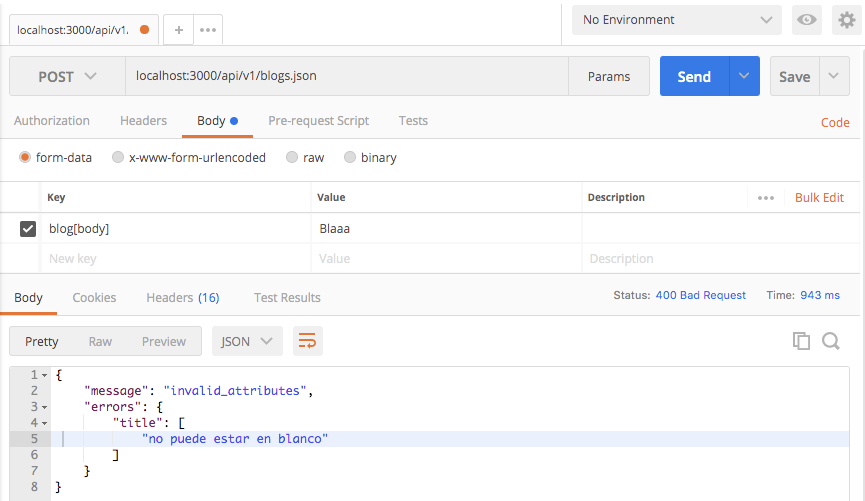 localhost:3000/api/v1/ + ••• No Environment
POST localhost:3000/api/v1/blogs.json Params Send Save
Authorization Headers Body Pre-request Script Tests Code
form-data x-www-form-urlencoded raw binary
Key Value Description ••• Bulk Edit
blog[body] Blaaa
New key Value Description
Body Cookies Headers (16) Test Results Status: 400 Bad Request Time: 943 ms
Pretty Raw Preview JSON
1 {
2 "message": "invalid_attributes",
3 "errors": {
4 "title": [
5 "no puede estar en blanco"
6 ]
7 }
8 }